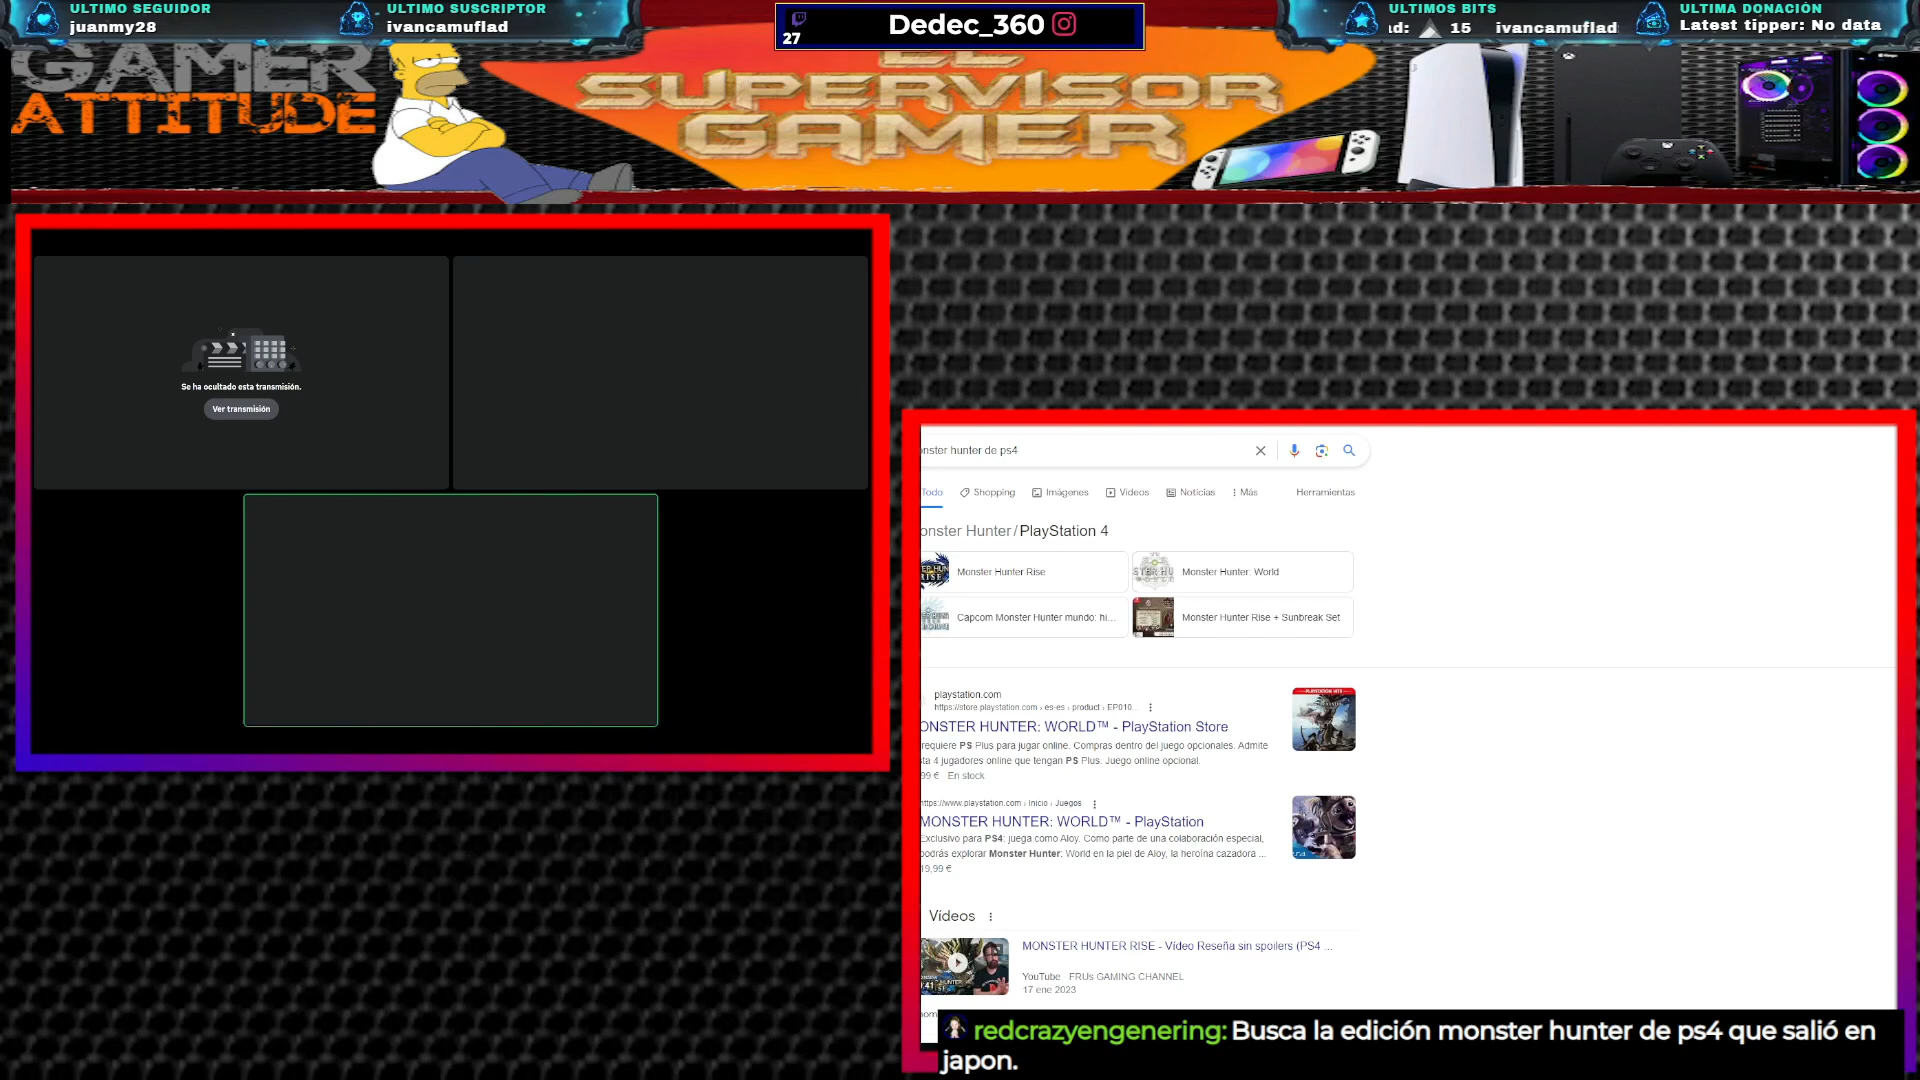 ULTIMO SEGUIDOR
juanmy28
ULTIMO SUSCRIPTOR
ivancamuflad
27
Dedec_360
ULTIMOS BITS
15 ivancamuflad:
ULTIMA DONACIÓN
Latest tipper: No data
GAMER
ATTITUDE
EL
SUPERVISOR
GAMER
Se ha ocultado esta transmisión.
Ver transmisión
onster hunter de ps4
Todo
Shopping
Imágenes
Vídeos
Noticias
Más
Herramientas
onster Hunter/PlayStation 4
Monster Hunter Rise
Monster Hunter: World
Capcom Monster Hunter mundo: hi...
Monster Hunter Rise + Sunbreak Set
playstation.com
https://store.playstation.com › es-es › product › EP010...
ONSTER HUNTER: WORLD™ - PlayStation Store
requiere PS Plus para jugar online. Compras dentro del juego opcionales. Admite
ta 4 jugadores online que tengan PS Plus. Juego online opcional.
99 € En stock
https://www.playstation.com › Inicio › Juegos
MONSTER HUNTER: WORLD™ - PlayStation
Exclusivo para PS4: juega como Aloy. Como parte de una colaboración especial,
podrás explorar Monster Hunter: World en la piel de Aloy, la heroína cazadora ...
19,99 €
Vídeos
MONSTER HUNTER RISE - Vídeo Reseña sin spoilers (PS4 ...
YouTube FRUs GAMING CHANNEL
17 ene 2023
redcrazyengenering: Busca la edición monster hunter de ps4 que salió en
japon.